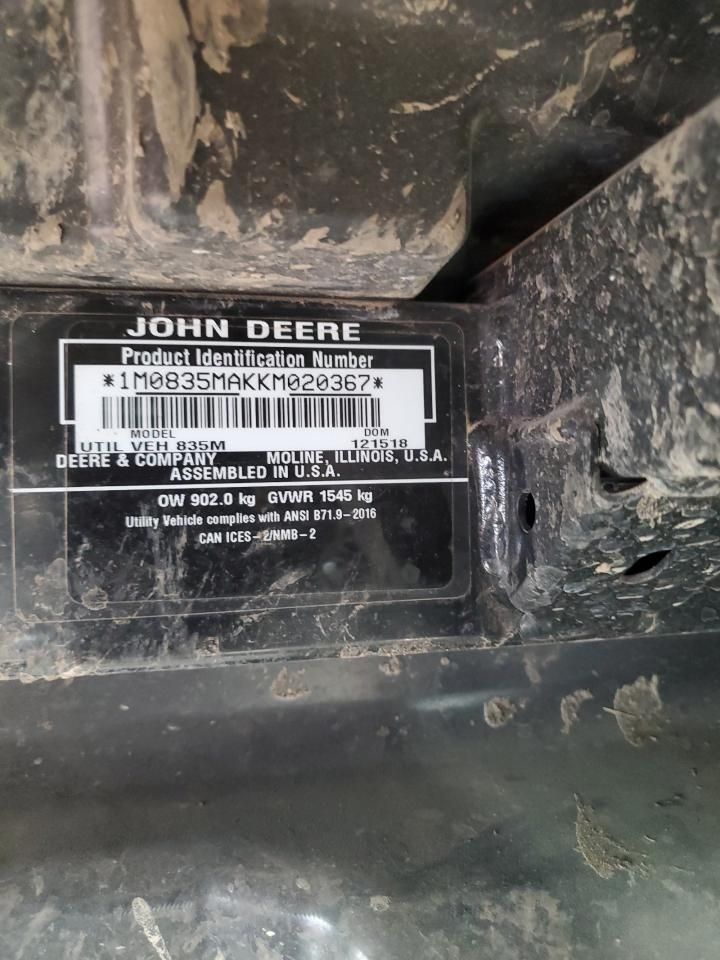 JOHN DEERE
Product Identification Number
*1M0835MAKKM020367*
MODEL DOM
UTIL VEH 835M 121518
DEERE & COMPANY MOLINE, ILLINOIS, U.S.A.
ASSEMBLED IN U.S.A.
OW 902.0 kg GVWR 1545 kg
Utility Vehicle complies with ANSI B71.9-2016
CAN ICES-2/NMB-2